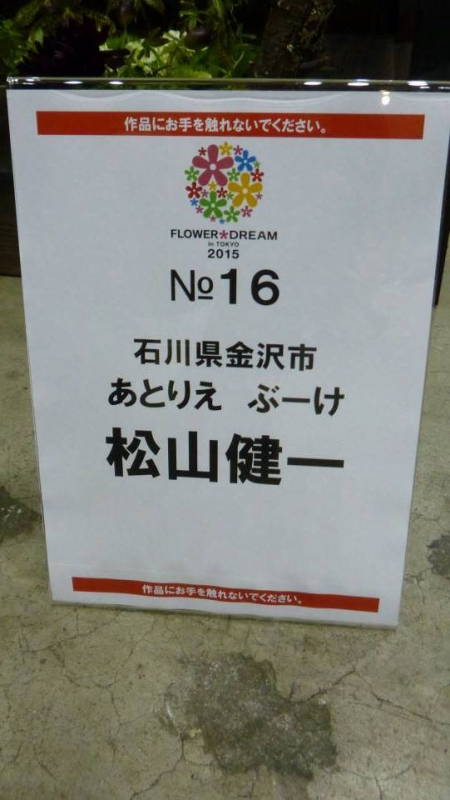 作品にお手を触れないでください。
FLOWER*DREAM
in TOKYO
2015
№16
石川県金沢市
あとりえ ぶーけ
松山健一
作品にお手を触れないでください。